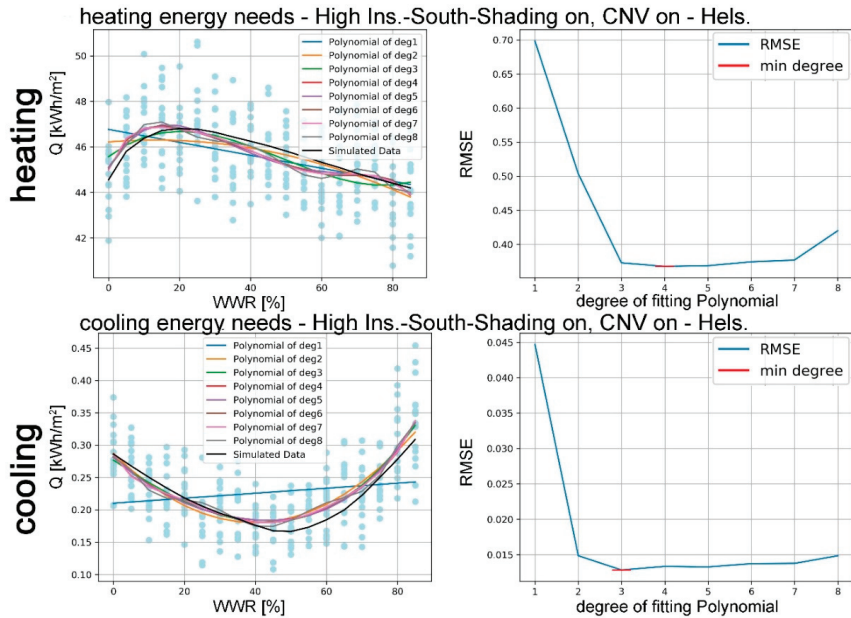 heating energy needs - High Ins.-South-Shading on, CNV on - Hels.
heating
Q [kWh/m²]
50
48
46
44
42
Polynomial of deg1
Polynomial of deg2
Polynomial of deg3
Polynomial of deg4
Polynomial of deg5
Polynomial of deg6
Polynomial of deg7
Polynomial of deg8
Simulated Data
0 20 40 60 80
WWR [%]
RMSE
0.70
0.65
0.60
0.55
0.50
0.45
0.40
RMSE
min degree
1 2 3 4 5 6 7 8
degree of fitting Polynomial
cooling energy needs - High Ins.-South-Shading on, CNV on - Hels.
cooling
Q [kWh/m²]
0.45
0.40
0.35
0.30
0.25
0.20
0.15
0.10
Polynomial of deg1
Polynomial of deg2
Polynomial of deg3
Polynomial of deg4
Polynomial of deg5
Polynomial of deg6
Polynomial of deg7
Polynomial of deg8
Simulated Data
0 20 40 60 80
WWR [%]
RMSE
0.045
0.040
0.035
0.030
0.025
0.020
0.015
RMSE
min degree
1 2 3 4 5 6 7 8
degree of fitting Polynomial